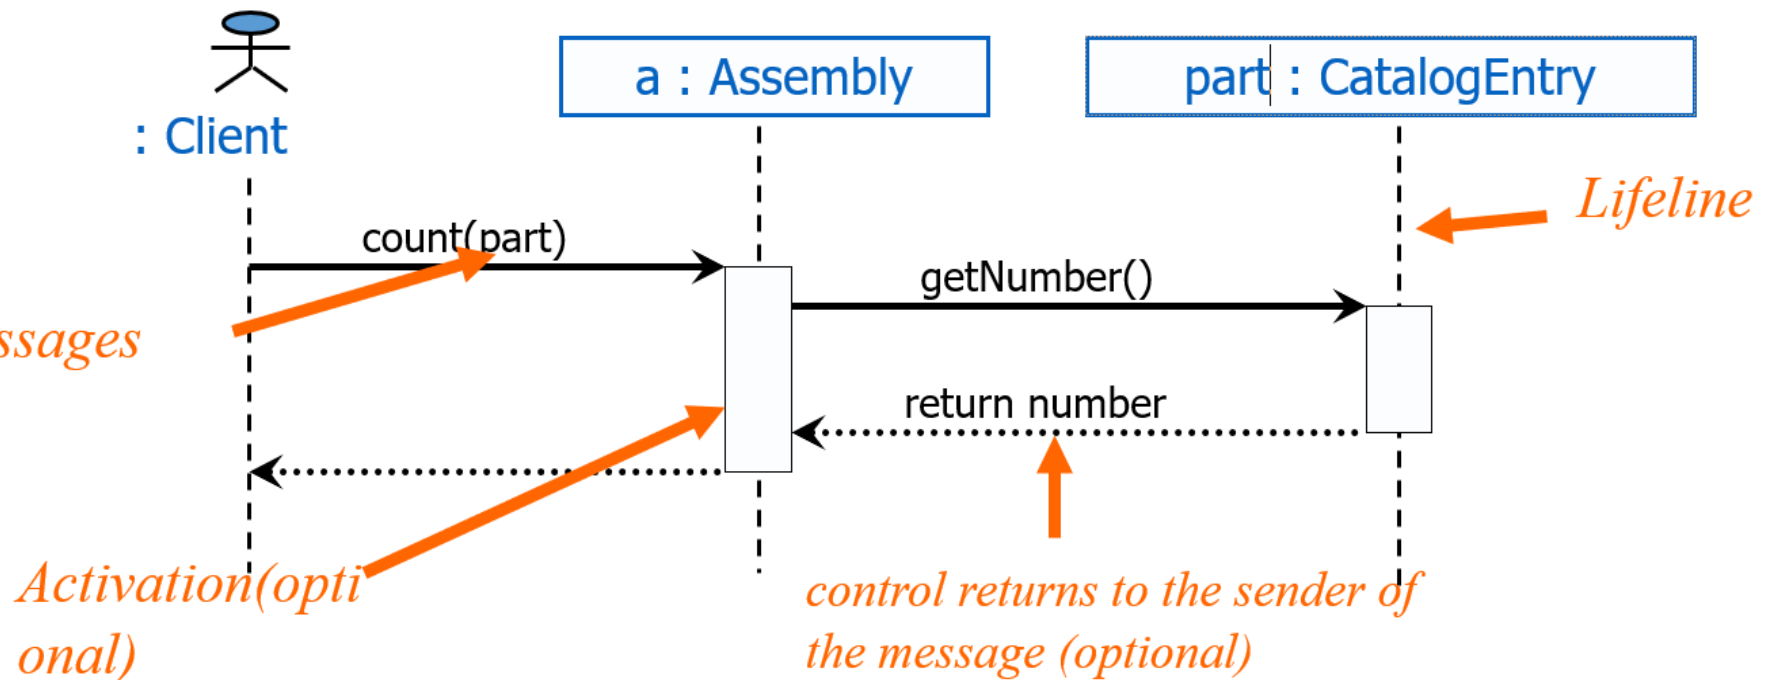 a : Assembly
part : CatalogEntry
: Client
Lifeline
count(part)
getNumber()
ssages
return number
Activation(opti
onal)
control returns to the sender of
the message (optional)